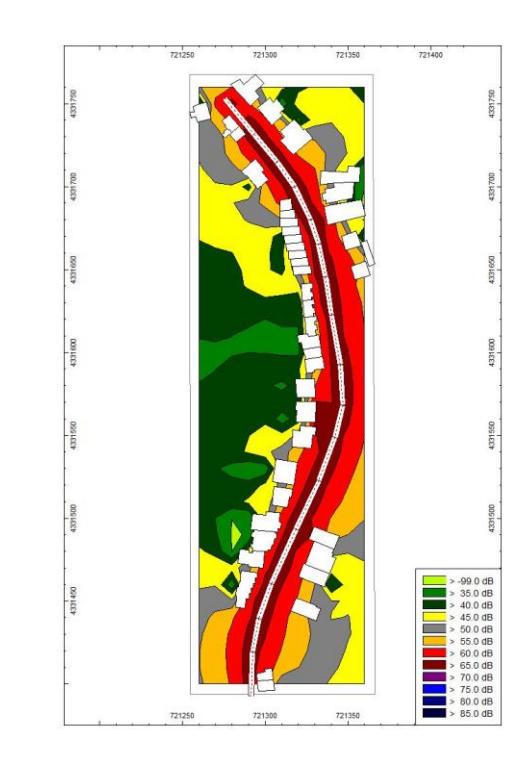 721250 721300 721350 721400
4331750 4331750
4331700 4331700
4331650 4331650
4331600 4331600
4331550 4331550
4331500 4331500
4331450 4331450
> -99.0 dB
> 35.0 dB
> 40.0 dB
> 45.0 dB
> 50.0 dB
> 55.0 dB
> 60.0 dB
> 65.0 dB
> 70.0 dB
> 75.0 dB
> 80.0 dB
> 85.0 dB
721250 721300 721350